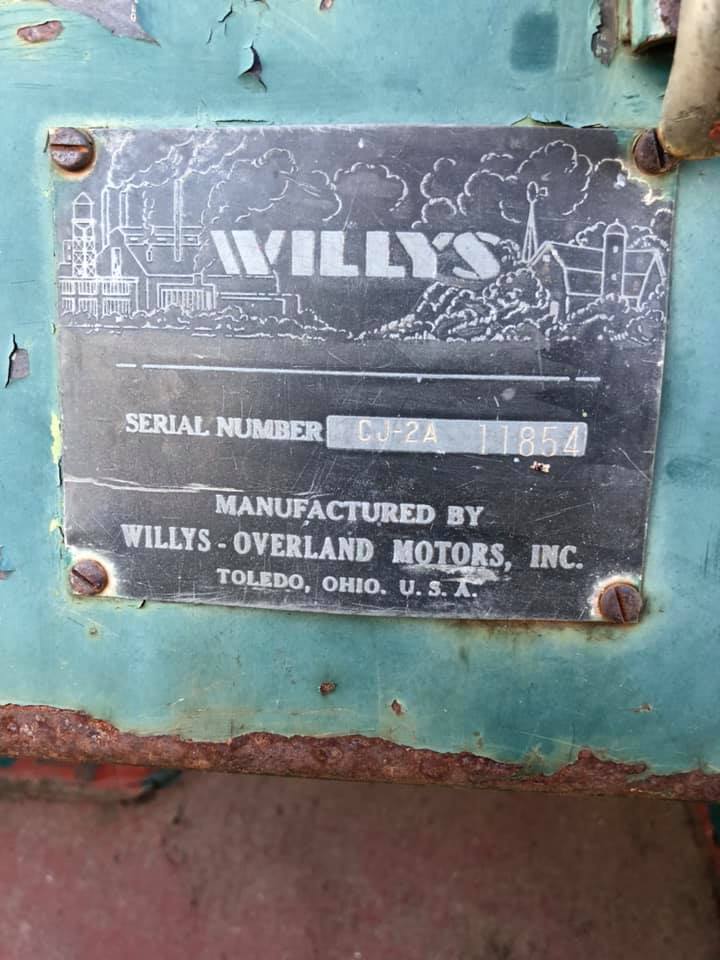 WILLYS
SERIAL NUMBER CJ-2A 11854
MANUFACTURED BY
WILLYS - OVERLAND MOTORS, INC.
TOLEDO, OHIO. U. S. A.